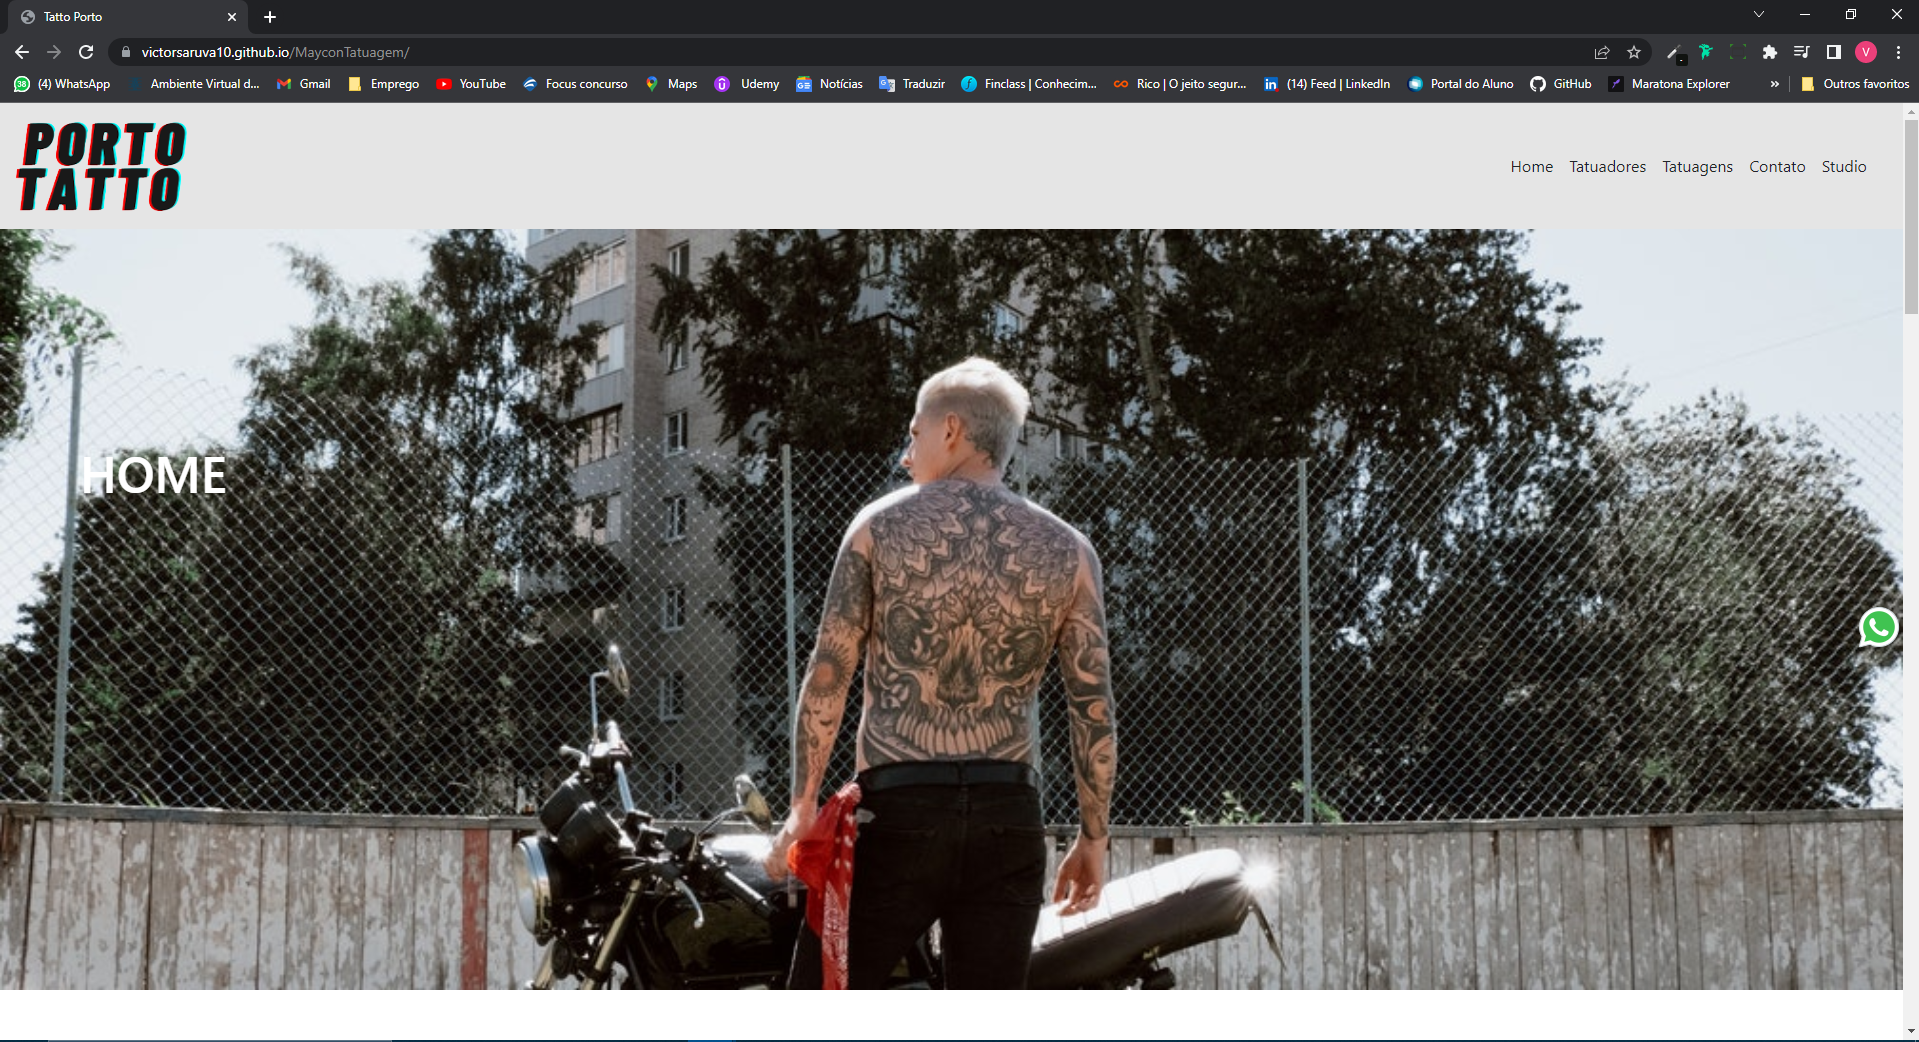 Tatto Porto
victorsaruva10.github.io/MayconTatuagem/
V
38 (4) WhatsApp Ambiente Virtual d... Gmail Emprego YouTube Focus concurso Maps Udemy Notícias Traduzir Finclass | Conhecim... Rico | O jeito segur... (14) Feed | LinkedIn Portal do Aluno GitHub Maratona Explorer » Outros favoritos
PORTO
TATTO
Home Tatuadores Tatuagens Contato Studio
HOME